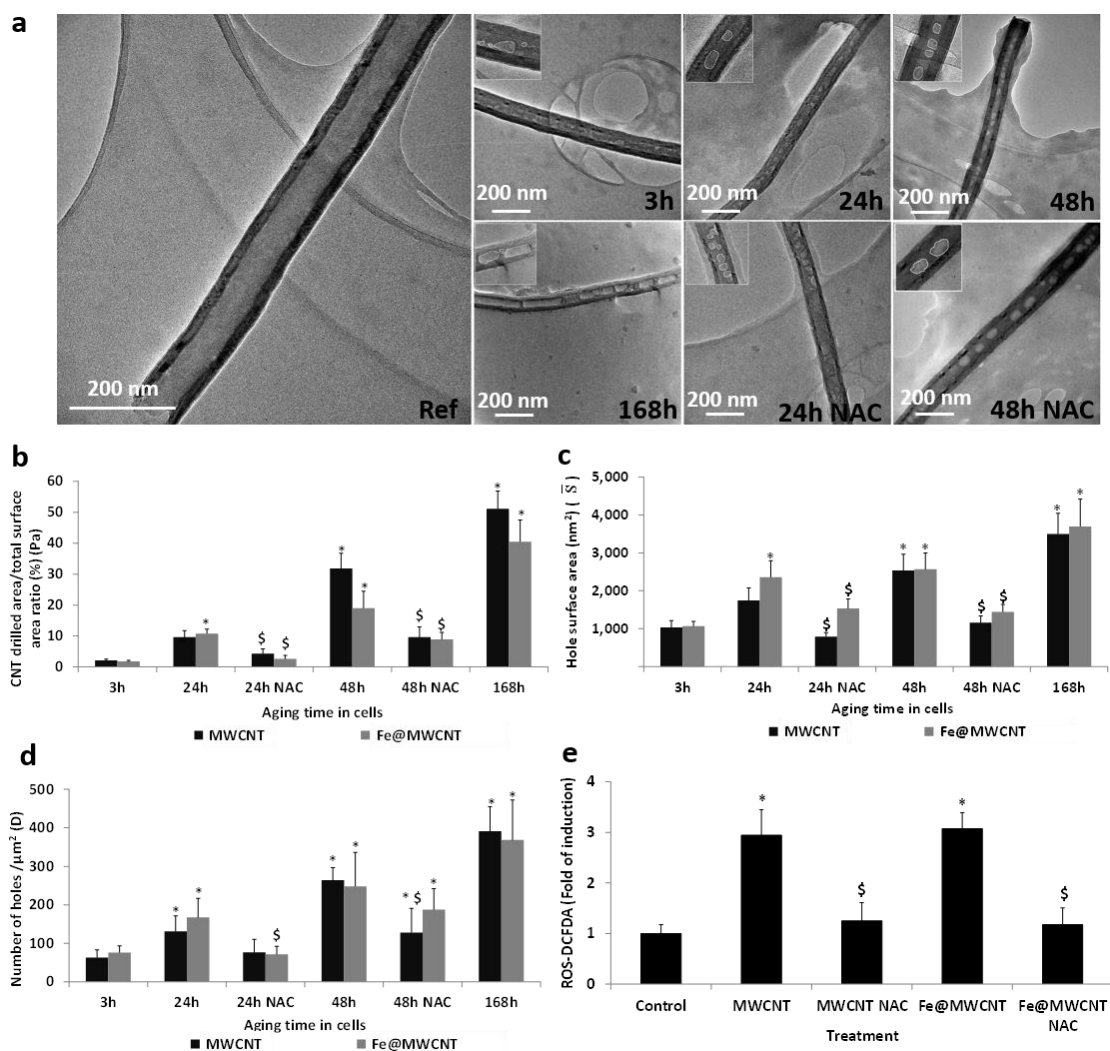 a
200 nm
Ref
200 nm
3h
200 nm
24h
200 nm
48h
200 nm
168h
200 nm
24h NAC
200 nm
48h NAC
b
CNT drilled area/total surface
area ratio (%) (Pa)
60
50
40
30
20
10
0
* * * * * * $ $ $ $
3h 24h 24h NAC 48h 48h NAC 168h
Aging time in cells
MWCNT Fe@MWCNT
c
Hole surface area (nm²) ( S̅ )
5,000
4,000
3,000
2,000
1,000
* $ $ * * $ $ * *
3h 24h 24h NAC 48h 48h NAC 168h
Aging time in cells
MWCNT Fe@MWCNT
d
Number of holes /µm² (D)
500
400
300
200
100
0
* * $ * * * $ * * *
3h 24h 24h NAC 48h 48h NAC 168h
Aging time in cells
MWCNT Fe@MWCNT
e
ROS-DCFDA (Fold of induction)
4
3
2
1
0
* $ * $
Control MWCNT MWCNT NAC Fe@MWCNT Fe@MWCNT
NAC
Treatment